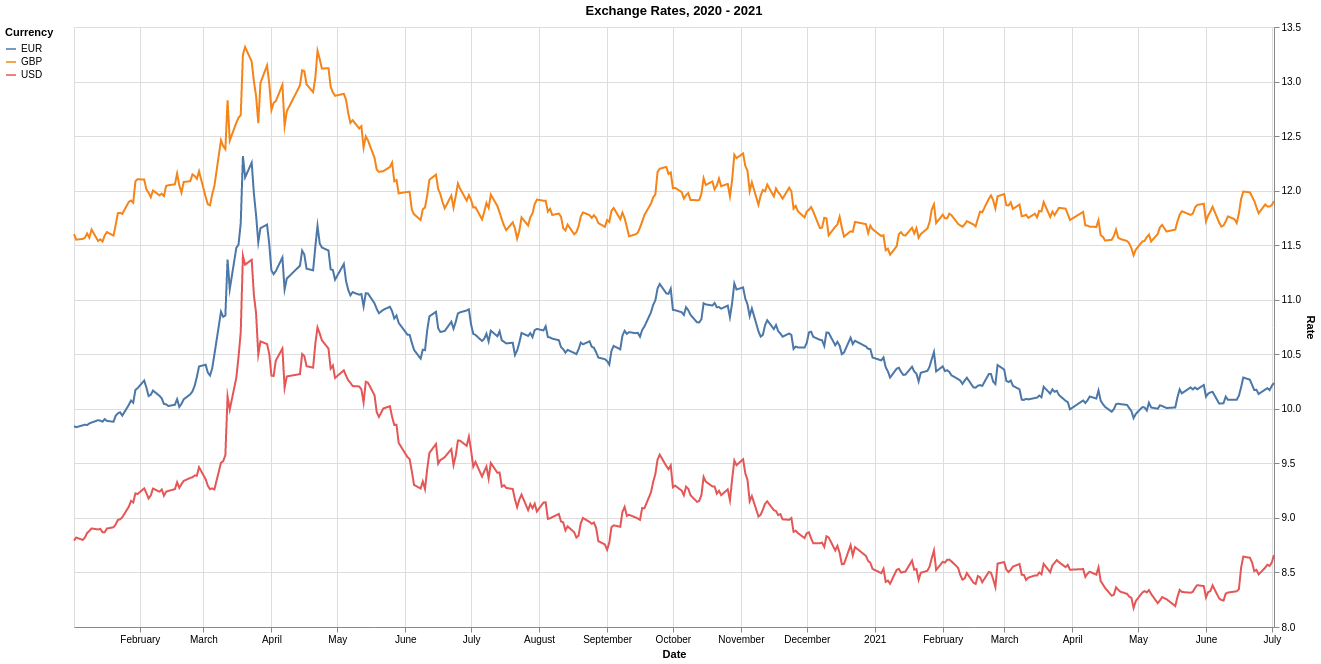 Exchange Rates, 2020 - 2021
Currency
EUR
GBP
USD
13.5
13.0
12.5
12.0
11.5
11.0
10.5
10.0
9.5
9.0
8.5
8.0
Rate
February March April May June July August September October November December 2021 February March April May June July
Date